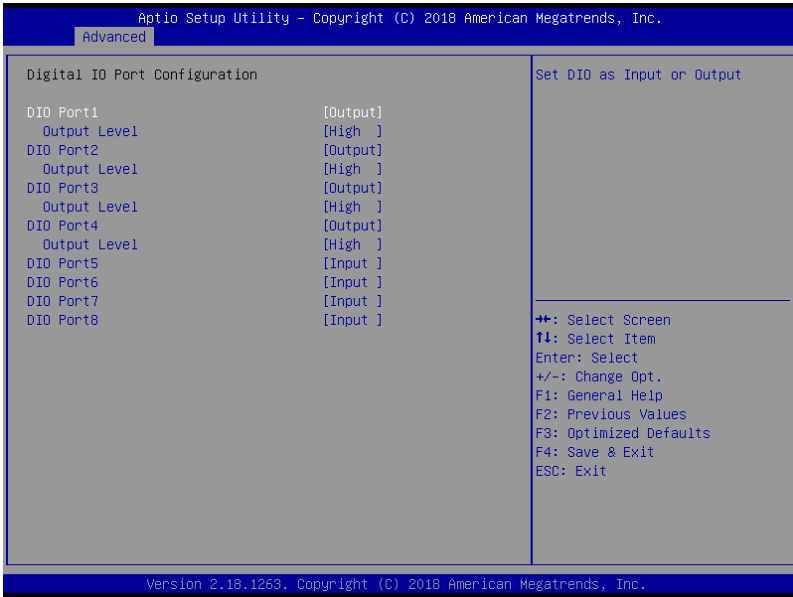 Aptio Setup Utility – Copyright (C) 2018 American Megatrends, Inc.
Advanced
Digital IO Port Configuration
DIO Port1 [Output]
Output Level [High ]
DIO Port2 [Output]
Output Level [High ]
DIO Port3 [Output]
Output Level [High ]
DIO Port4 [Output]
Output Level [High ]
DIO Port5 [Input ]
DIO Port6 [Input ]
DIO Port7 [Input ]
DIO Port8 [Input ]
Set DIO as Input or Output
→←: Select Screen
↑↓: Select Item
Enter: Select
+/-: Change Opt.
F1: General Help
F2: Previous Values
F3: Optimized Defaults
F4: Save & Exit
ESC: Exit
Version 2.18.1263. Copyright (C) 2018 American Megatrends, Inc.